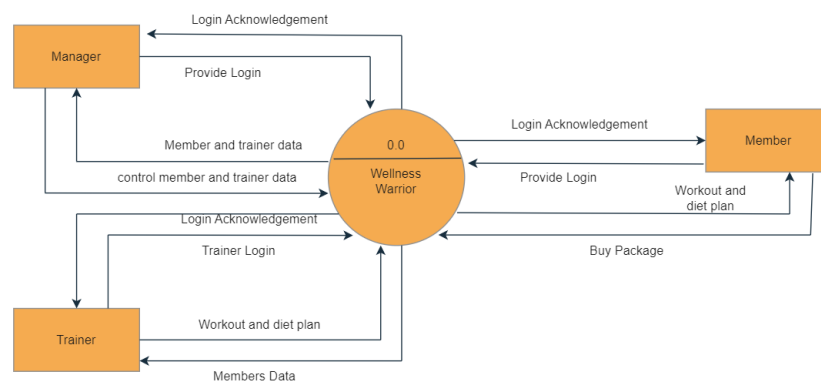 Login Acknowledgement
Manager
Provide Login
Login Acknowledgement
Member
0.0
Member and trainer data
Wellness
Warrior
control member and trainer data
Provide Login
Workout and
diet plan
Login Acknowledgement
Trainer Login
Buy Package
Workout and diet plan
Trainer
Members Data